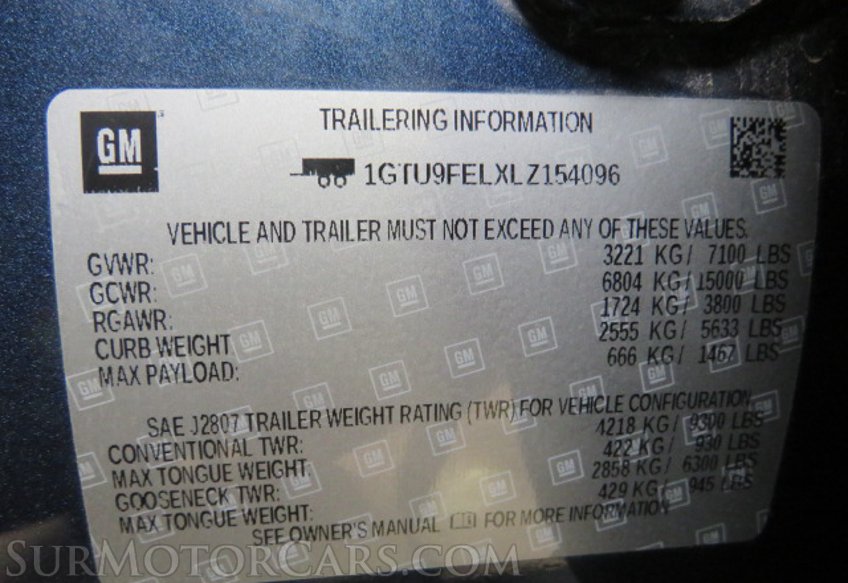 GM
TRAILERING INFORMATION
1GTU9FELXLZ154096
VEHICLE AND TRAILER MUST NOT EXCEED ANY OF THESE VALUES.
GVWR: 3221 KG/ 7100 LBS
GCWR: 6804 KG/ 15000 LBS
RGAWR: 1724 KG/ 3800 LBS
CURB WEIGHT 2555 KG/ 5633 LBS
MAX PAYLOAD: 666 KG/ 1467 LBS
SAE J2807 TRAILER WEIGHT RATING (TWR) FOR VEHICLE CONFIGURATION
CONVENTIONAL TWR: 4218 KG/ 9300 LBS
MAX TONGUE WEIGHT: 422 KG/ 930 LBS
GOOSENECK TWR: 2858 KG/ 6300 LBS
MAX TONGUE WEIGHT: 429 KG/ 945 LBS
SEE OWNER'S MANUAL FOR MORE INFORMATION
SURMOTORCARS.COM